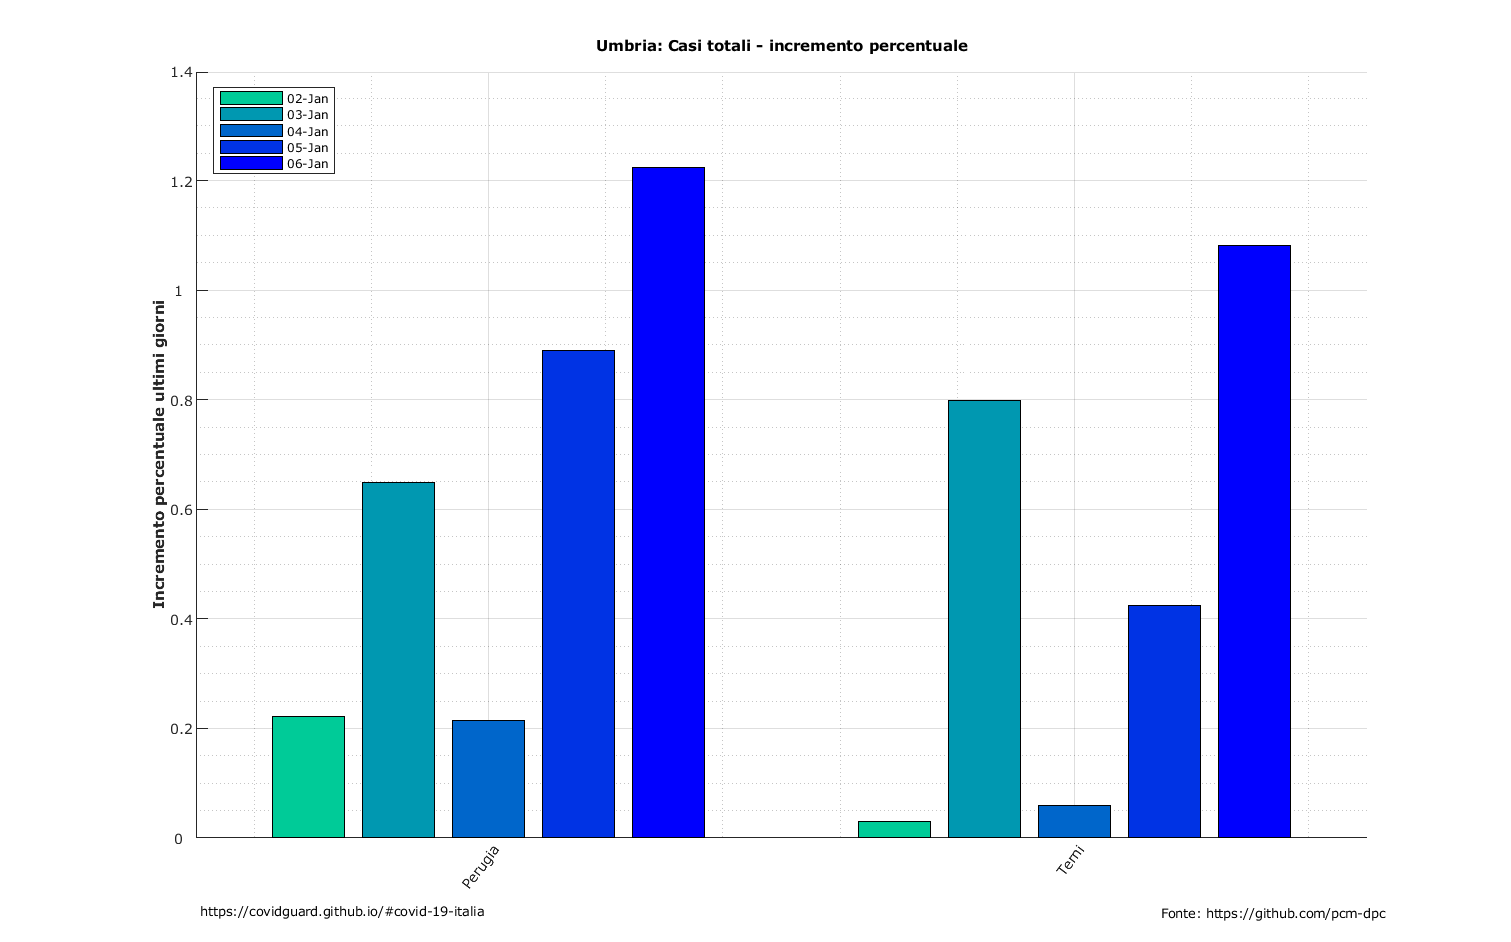 Umbria: Casi totali - incremento percentuale
1.4
1.2
1
0.8
0.6
0.4
0.2
0
Incremento percentuale ultimi giorni
02-Jan
03-Jan
04-Jan
05-Jan
06-Jan
Perugia
Terni
https://covidguard.github.io/#covid-19-italia
Fonte: https://github.com/pcm-dpc